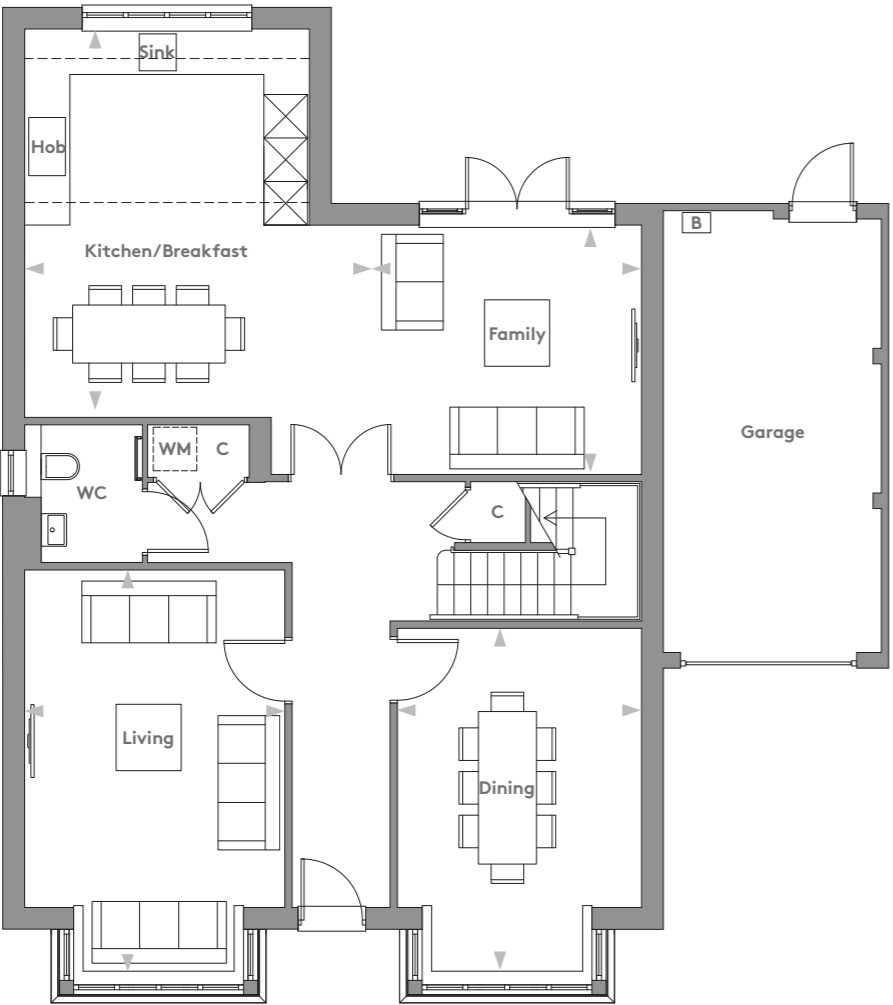 Sink
Hob
B
Kitchen/Breakfast
Family
Garage
WM
C
WC
C
Living
Dining